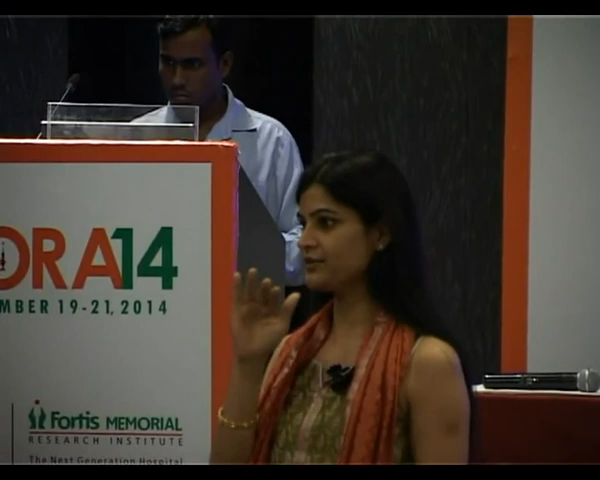 ORA14
MBER 19-21, 2014
Fortis MEMORIAL
RESEARCH INSTITUTE
The Next Generation Hospital